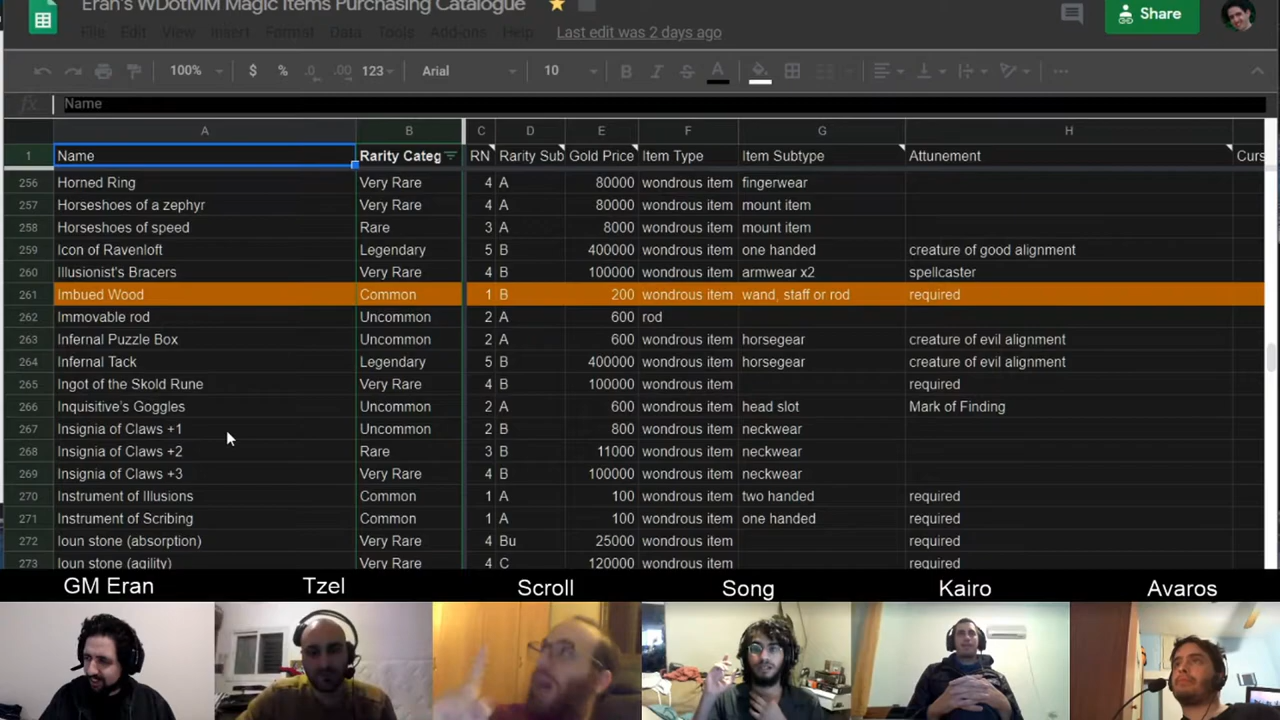 Eran's WDotMM Magic Items Purchasing Catalogue
File Edit View Insert Format Data Tools Add-ons Help Last edit was 2 days ago Share
100% $ % .0 .00 123 Arial 10 B I S A
fx Name
A B C D E F G H
1 Name Rarity Categ RN Rarity Sub Gold Price Item Type Item Subtype Attunement Curs
256 Horned Ring Very Rare 4 A 80000 wondrous item fingerwear
257 Horseshoes of a zephyr Very Rare 4 A 80000 wondrous item mount item
258 Horseshoes of speed Rare 3 A 8000 wondrous item mount item
259 Icon of Ravenloft Legendary 5 B 400000 wondrous item one handed creature of good alignment
260 Illusionist's Bracers Very Rare 4 B 100000 wondrous item armwear x2 spellcaster
261 Imbued Wood Common 1 B 200 wondrous item wand, staff or rod required
262 Immovable rod Uncommon 2 A 600 rod
263 Infernal Puzzle Box Uncommon 2 A 600 wondrous item horsegear creature of evil alignment
264 Infernal Tack Legendary 5 B 400000 wondrous item horsegear creature of evil alignment
265 Ingot of the Skold Rune Very Rare 4 B 100000 wondrous item required
266 Inquisitive's Goggles Uncommon 2 A 600 wondrous item head slot Mark of Finding
267 Insignia of Claws +1 Uncommon 2 B 800 wondrous item neckwear
268 Insignia of Claws +2 Rare 3 B 11000 wondrous item neckwear
269 Insignia of Claws +3 Very Rare 4 B 100000 wondrous item neckwear
270 Instrument of Illusions Common 1 A 100 wondrous item two handed required
271 Instrument of Scribing Common 1 A 100 wondrous item one handed required
272 Ioun stone (absorption) Very Rare 4 Bu 25000 wondrous item required
273 Ioun stone (agility) Very Rare 4 C 120000 wondrous item required
GM Eran Tzel Scroll Song Kairo Avaros